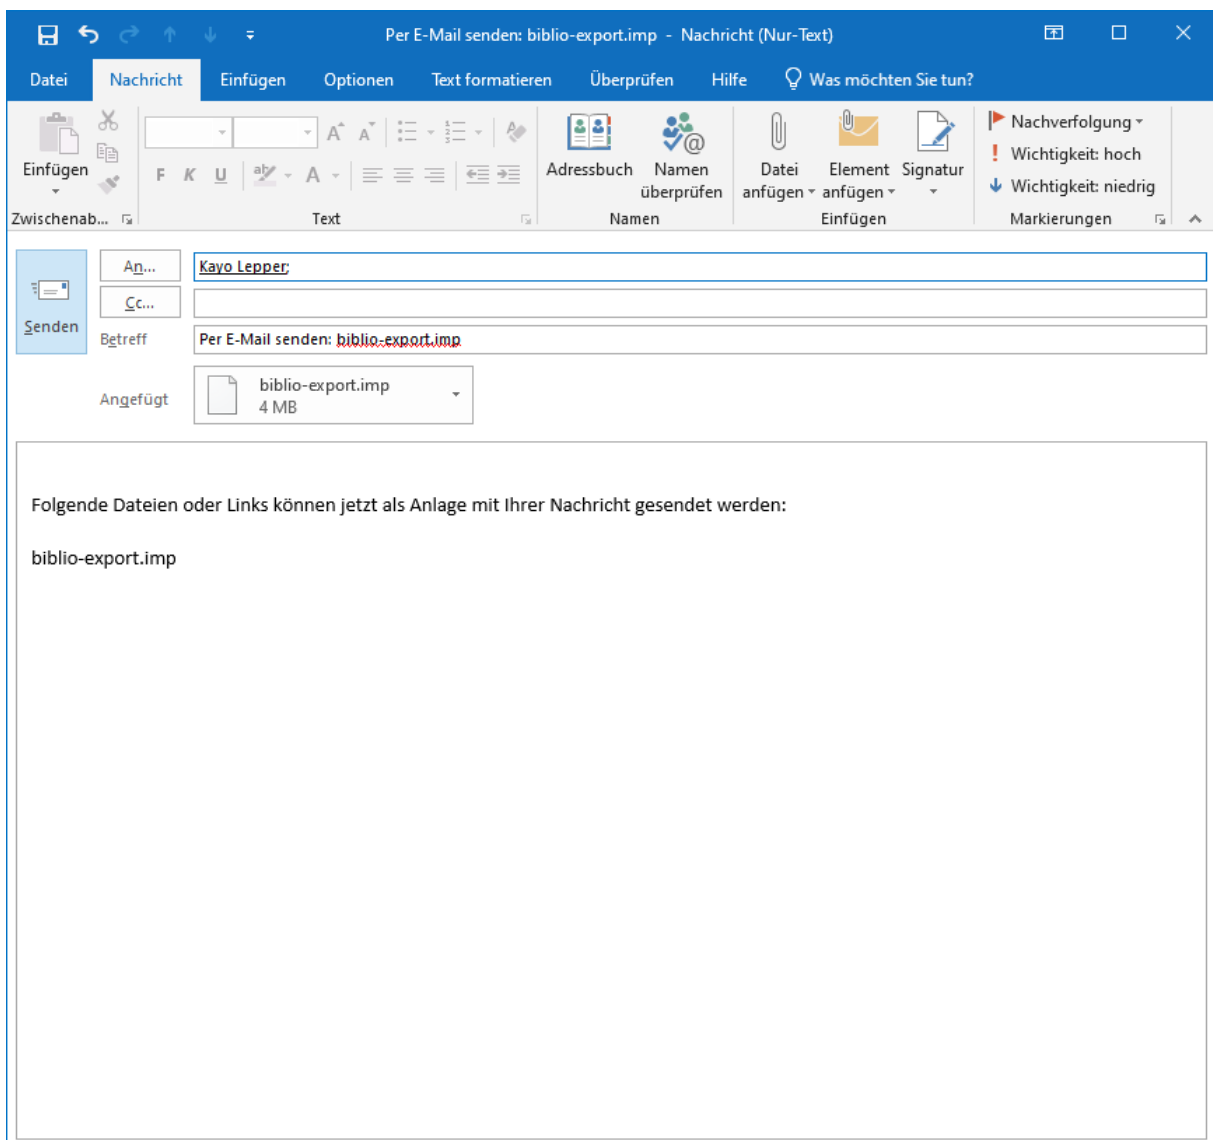 Per E-Mail senden: biblio-export.imp - Nachricht (Nur-Text)
Datei Nachricht Einfügen Optionen Text formatieren Überprüfen Hilfe Was möchten Sie tun?
Einfügen
F K U
Adressbuch
Namen überprüfen
Datei anfügen
Element anfügen
Signatur
Nachverfolgung
Wichtigkeit: hoch
Wichtigkeit: niedrig
Zwischenab... Text Namen Einfügen Markierungen
Senden
An... Kayo Lepper;
Cc...
Betreff Per E-Mail senden: biblio-export.imp
Angefügt biblio-export.imp
4 MB
Folgende Dateien oder Links können jetzt als Anlage mit Ihrer Nachricht gesendet werden:
biblio-export.imp